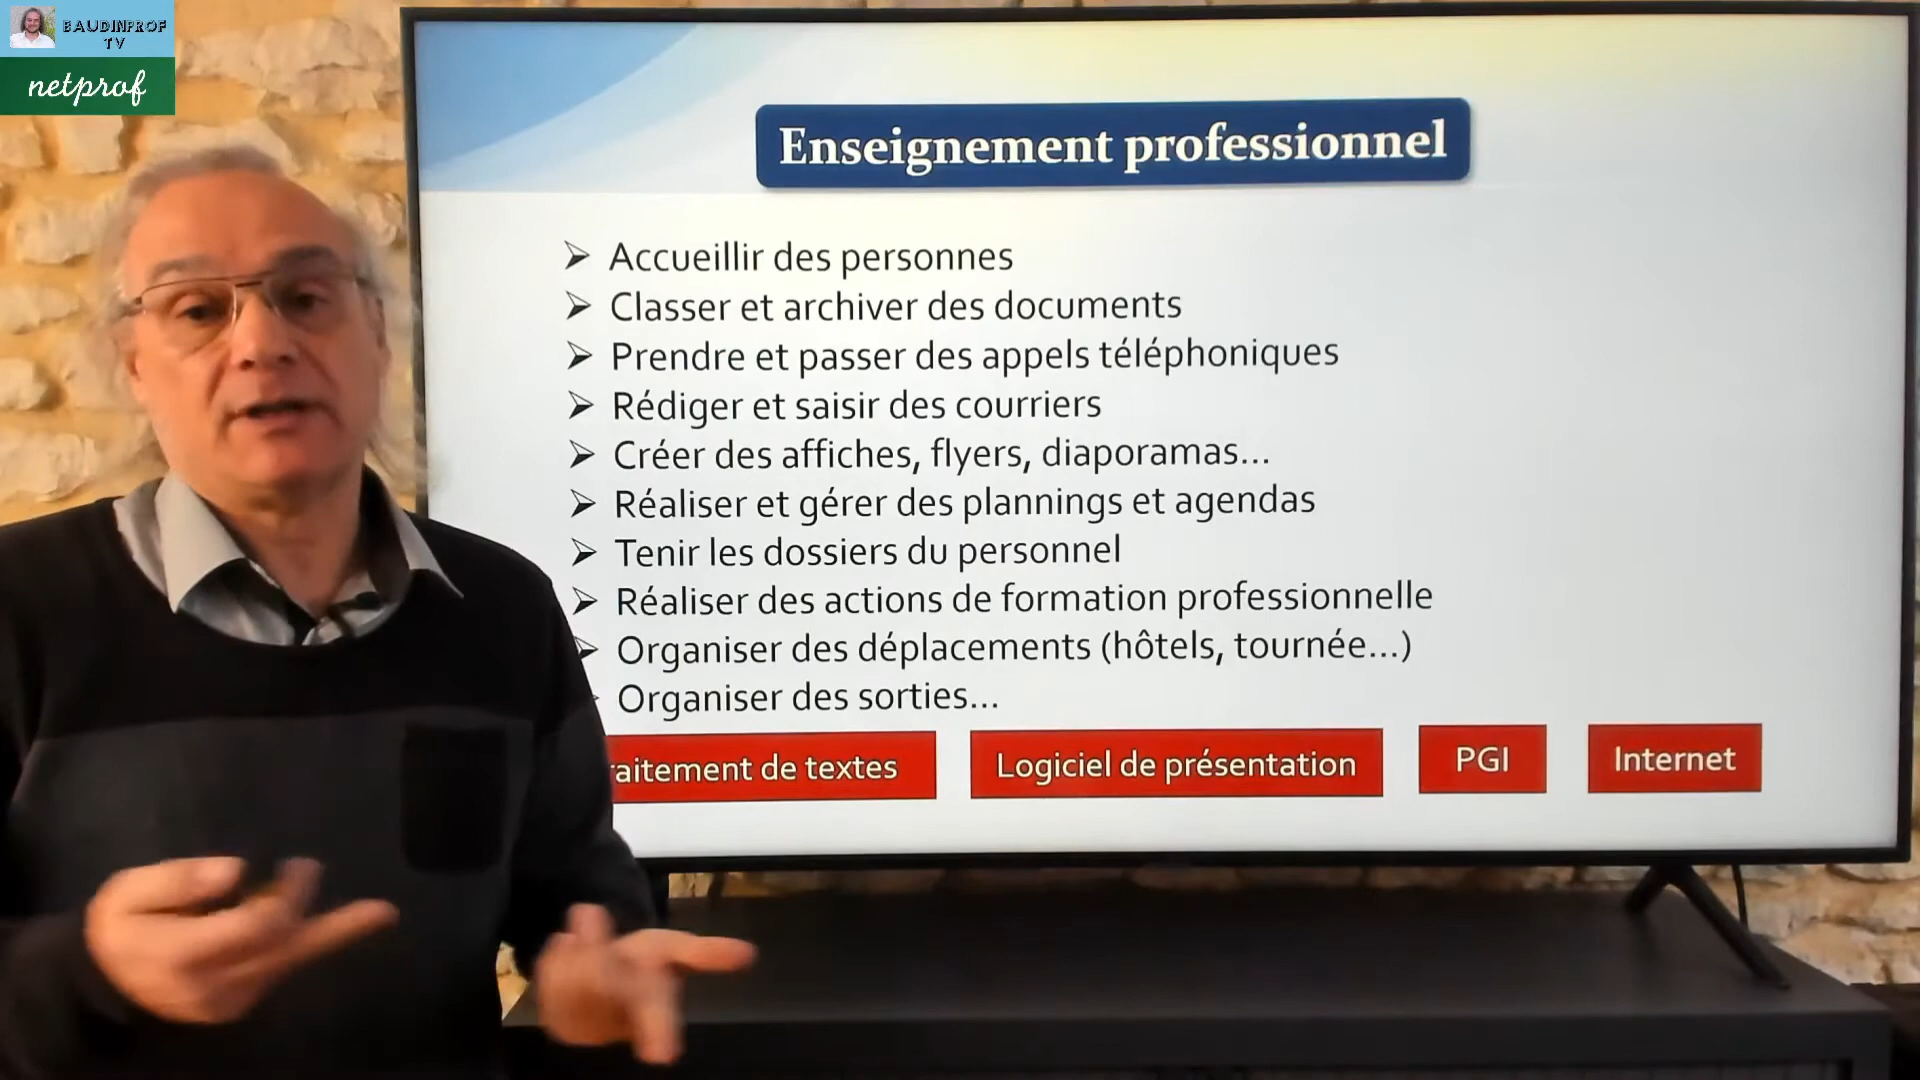 BAUDINPROF
TV
netprof
Enseignement professionnel
Accueillir des personnes
Classer et archiver des documents
Prendre et passer des appels téléphoniques
Rédiger et saisir des courriers
Créer des affiches, flyers, diaporamas...
Réaliser et gérer des plannings et agendas
Tenir les dossiers du personnel
Réaliser des actions de formation professionnelle
Organiser des déplacements (hôtels, tournée...)
Organiser des sorties...
raitement de textes
Logiciel de présentation
PGI
Internet